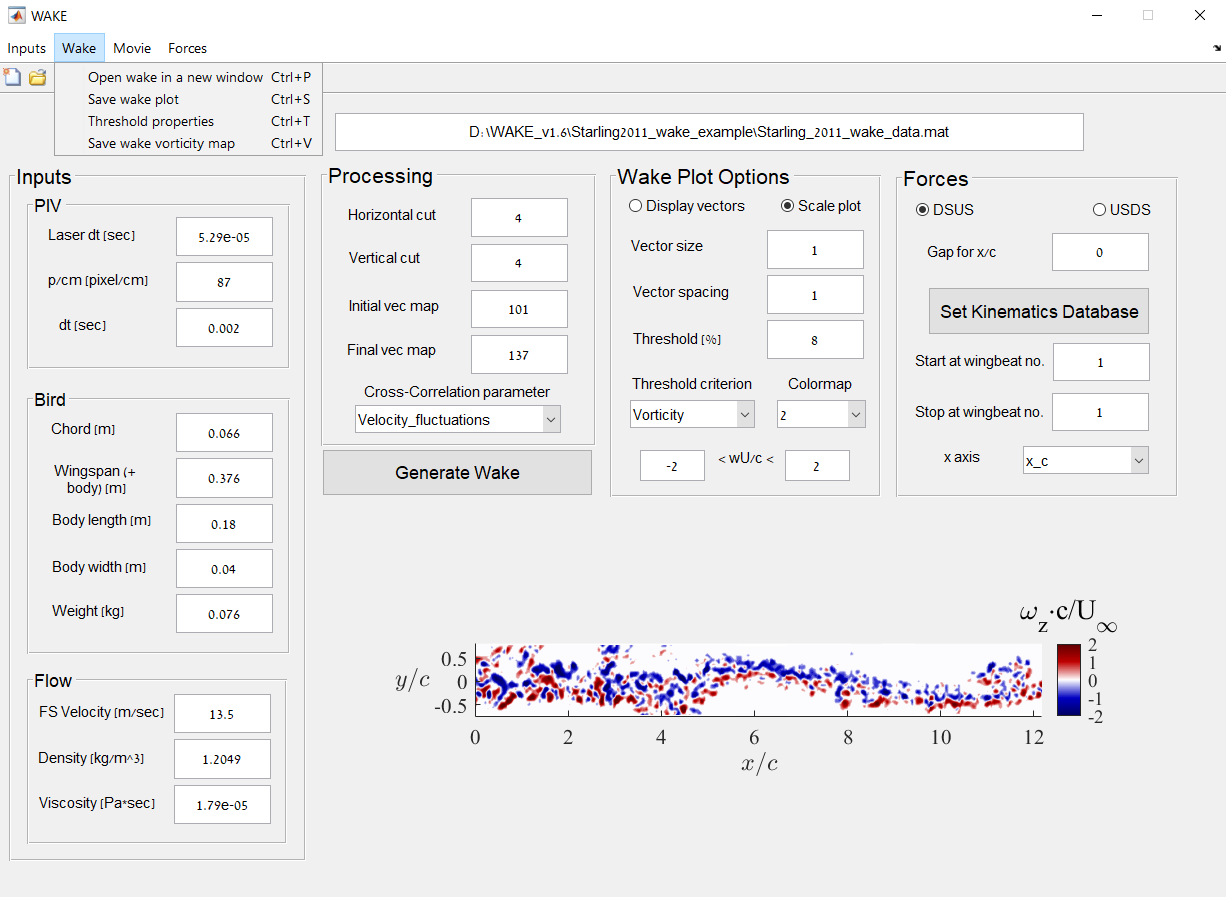 WAKE
Inputs Wake Movie Forces
Open wake in a new window Ctrl+P
Save wake plot Ctrl+S
Threshold properties Ctrl+T
Save wake vorticity map Ctrl+V
D:\WAKE_v1.6\Starling2011_wake_example\Starling_2011_wake_data.mat
Inputs
PIV
Laser dt [sec] 5.29e-05
p/cm [pixel/cm] 87
dt [sec] 0.002
Bird
Chord [m] 0.066
Wingspan (+
body) [m] 0.376
Body length [m] 0.18
Body width [m] 0.04
Weight [kg] 0.076
Flow
FS Velocity [m/sec] 13.5
Density [kg/m^3] 1.2049
Viscosity [Pa*sec] 1.79e-05
Processing
Horizontal cut 4
Vertical cut 4
Initial vec map 101
Final vec map 137
Cross-Correlation parameter
Velocity_fluctuations
Generate Wake
Wake Plot Options
Display vectors Scale plot
Vector size 1
Vector spacing 1
Threshold [%] 8
Threshold criterion Colormap
Vorticity 2
-2 < wU/c < 2
Forces
DSUS USDS
Gap for x/c 0
Set Kinematics Database
Start at wingbeat no. 1
Stop at wingbeat no. 1
x axis x_c
ω_z·c/U_∞
y/c
0.5
0
-0.5
0 2 4 6 8 10 12
x/c
2
1
0
-1
-2